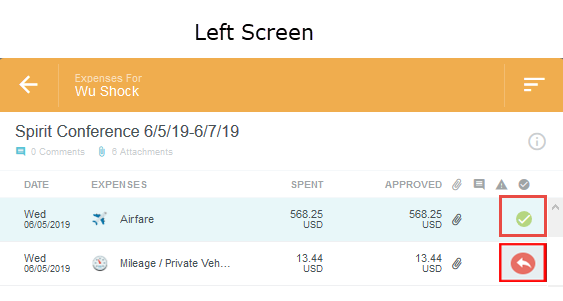 Left Screen
Expenses For
Wu Shock
Spirit Conference 6/5/19-6/7/19
0 Comments 6 Attachments
DATE EXPENSES SPENT APPROVED
Wed 06/05/2019 Airfare 568.25 USD 568.25 USD
Wed 06/05/2019 Mileage / Private Veh... 13.44 USD 13.44 USD